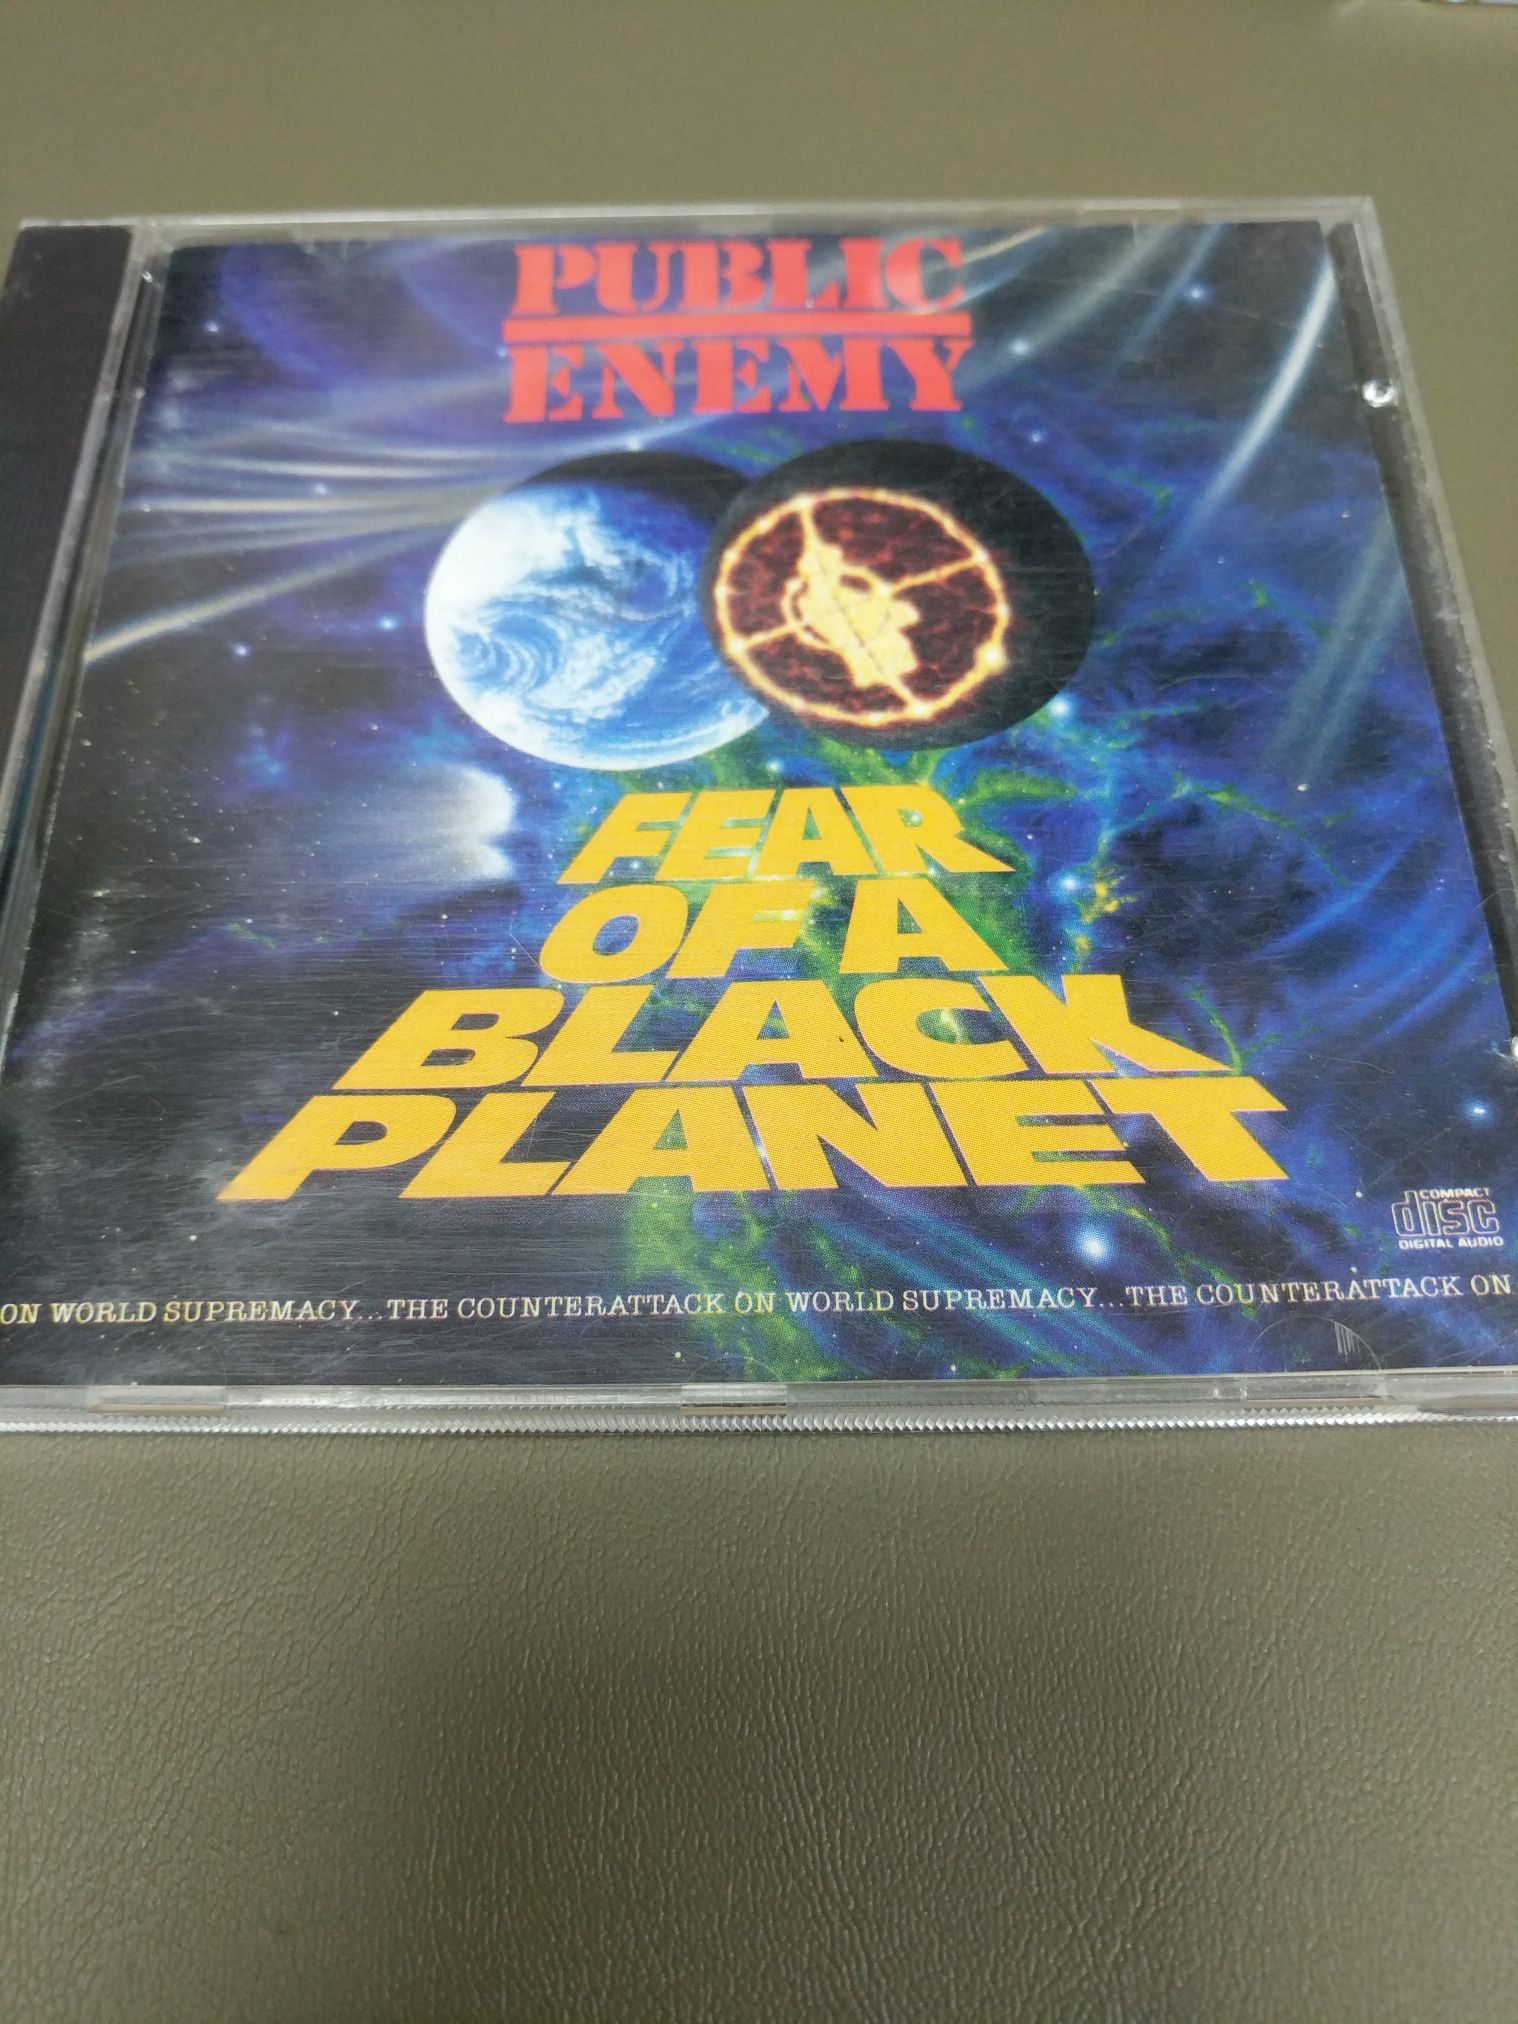 PUBLIC
ENEMY
FEAR
OF A
BLACK
PLANET
COMPACT
disc
DIGITAL AUDIO
ON WORLD SUPREMACY...THE COUNTERATTACK ON WORLD SUPREMACY...THE COUNTERATTACK ON